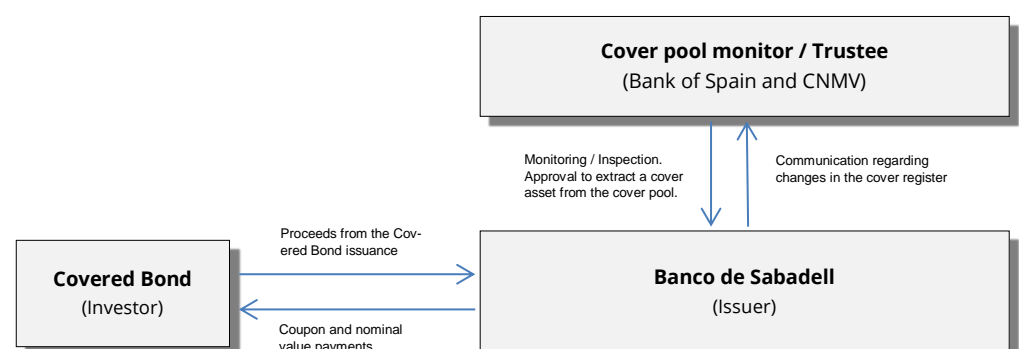 Cover pool monitor / Trustee
(Bank of Spain and CNMV)
Monitoring / Inspection.
Approval to extract a cover
asset from the cover pool.
Communication regarding
changes in the cover register
Proceeds from the Cov-
ered Bond issuance
Covered Bond
(Investor)
Banco de Sabadell
(Issuer)
Coupon and nominal
value payments